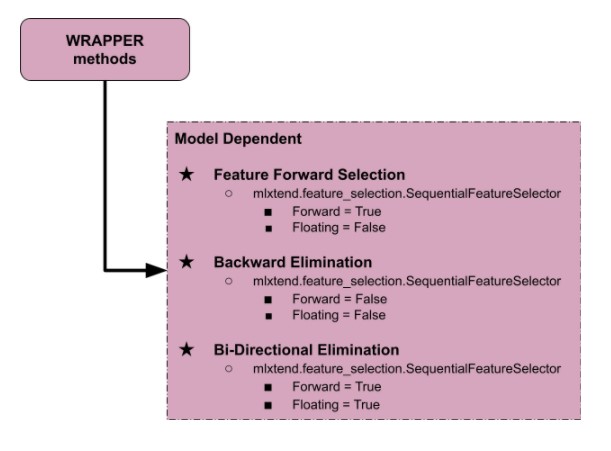 WRAPPER
methods
Model Dependent
★ Feature Forward Selection
○ mlxtend.feature_selection.SequentialFeatureSelector
■ Forward = True
■ Floating = False
★ Backward Elimination
○ mlxtend.feature_selection.SequentialFeatureSelector
■ Forward = False
■ Floating = False
★ Bi-Directional Elimination
○ mlxtend.feature_selection.SequentialFeatureSelector
■ Forward = True
■ Floating = True